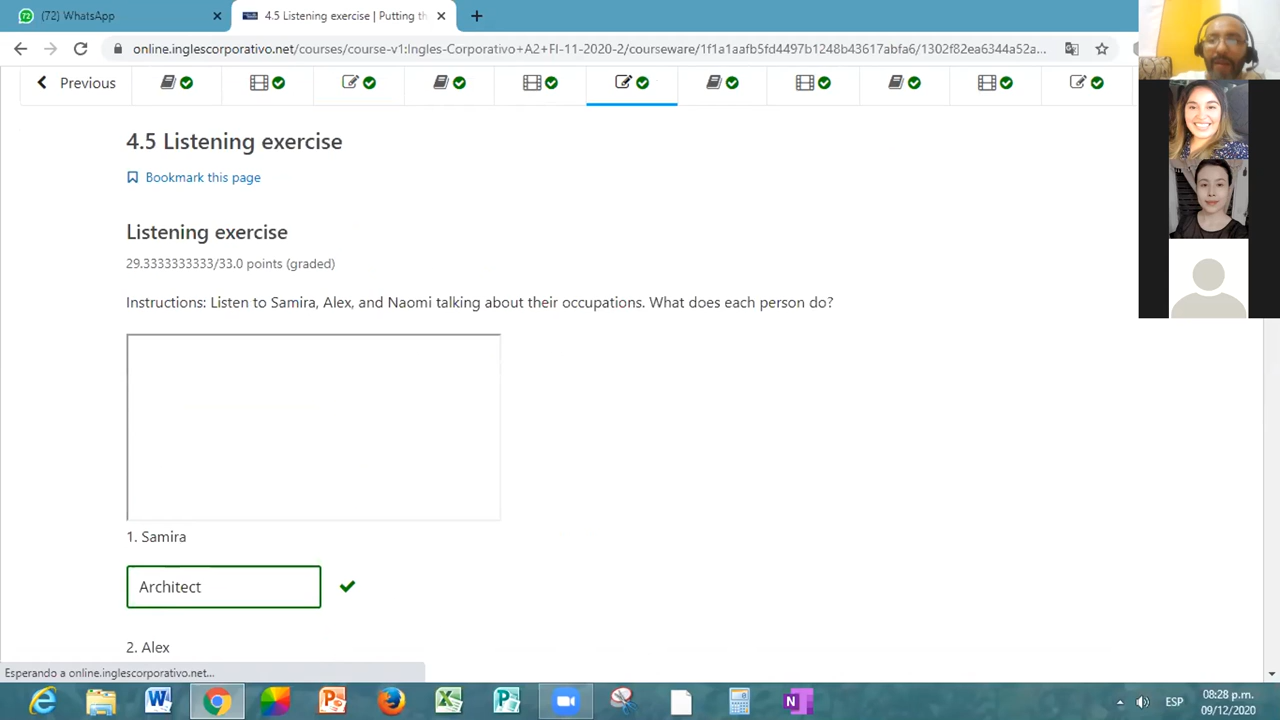 (72) WhatsApp
4.5 Listening exercise | Putting th
online.inglescorporativo.net/courses/course-v1:Ingles-Corporativo+A2+FI-11-2020-2/courseware/1f1a1aafb5fd4497b1248b43617abfa6/1302f82ea6344a52a...
Previous
4.5 Listening exercise
Bookmark this page
Listening exercise
29.3333333333/33.0 points (graded)
Instructions: Listen to Samira, Alex, and Naomi talking about their occupations. What does each person do?
1. Samira
Architect
2. Alex
Esperando a online.inglescorporativo.net...
ESP
08:28 p.m.
09/12/2020